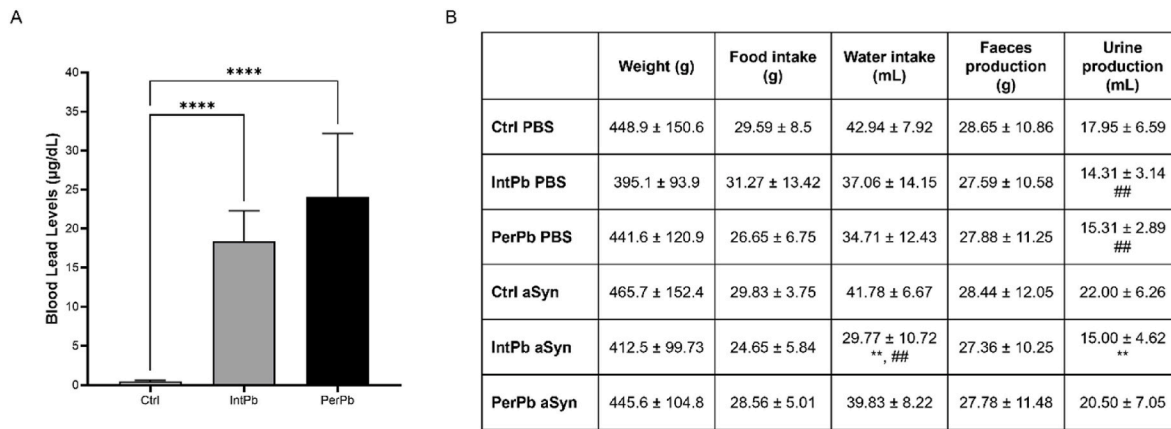 A
Blood Lead Levels (µg/dL)
40
35
30
25
20
15
10
5
0
****
****
Ctrl IntPb PerPb
B
Weight (g) Food intake (g) Water intake (mL) Faeces production (g) Urine production (mL)
Ctrl PBS 448.9 ± 150.6 29.59 ± 8.5 42.94 ± 7.92 28.65 ± 10.86 17.95 ± 6.59
IntPb PBS 395.1 ± 93.9 31.27 ± 13.42 37.06 ± 14.15 27.59 ± 10.58 14.31 ± 3.14
##
PerPb PBS 441.6 ± 120.9 26.65 ± 6.75 34.71 ± 12.43 27.88 ± 11.25 15.31 ± 2.89
##
Ctrl aSyn 465.7 ± 152.4 29.83 ± 3.75 41.78 ± 6.67 28.44 ± 12.05 22.00 ± 6.26
IntPb aSyn 412.5 ± 99.73 24.65 ± 5.84 29.77 ± 10.72 27.36 ± 10.25 15.00 ± 4.62
**, ## **
PerPb aSyn 445.6 ± 104.8 28.56 ± 5.01 39.83 ± 8.22 27.78 ± 11.48 20.50 ± 7.05